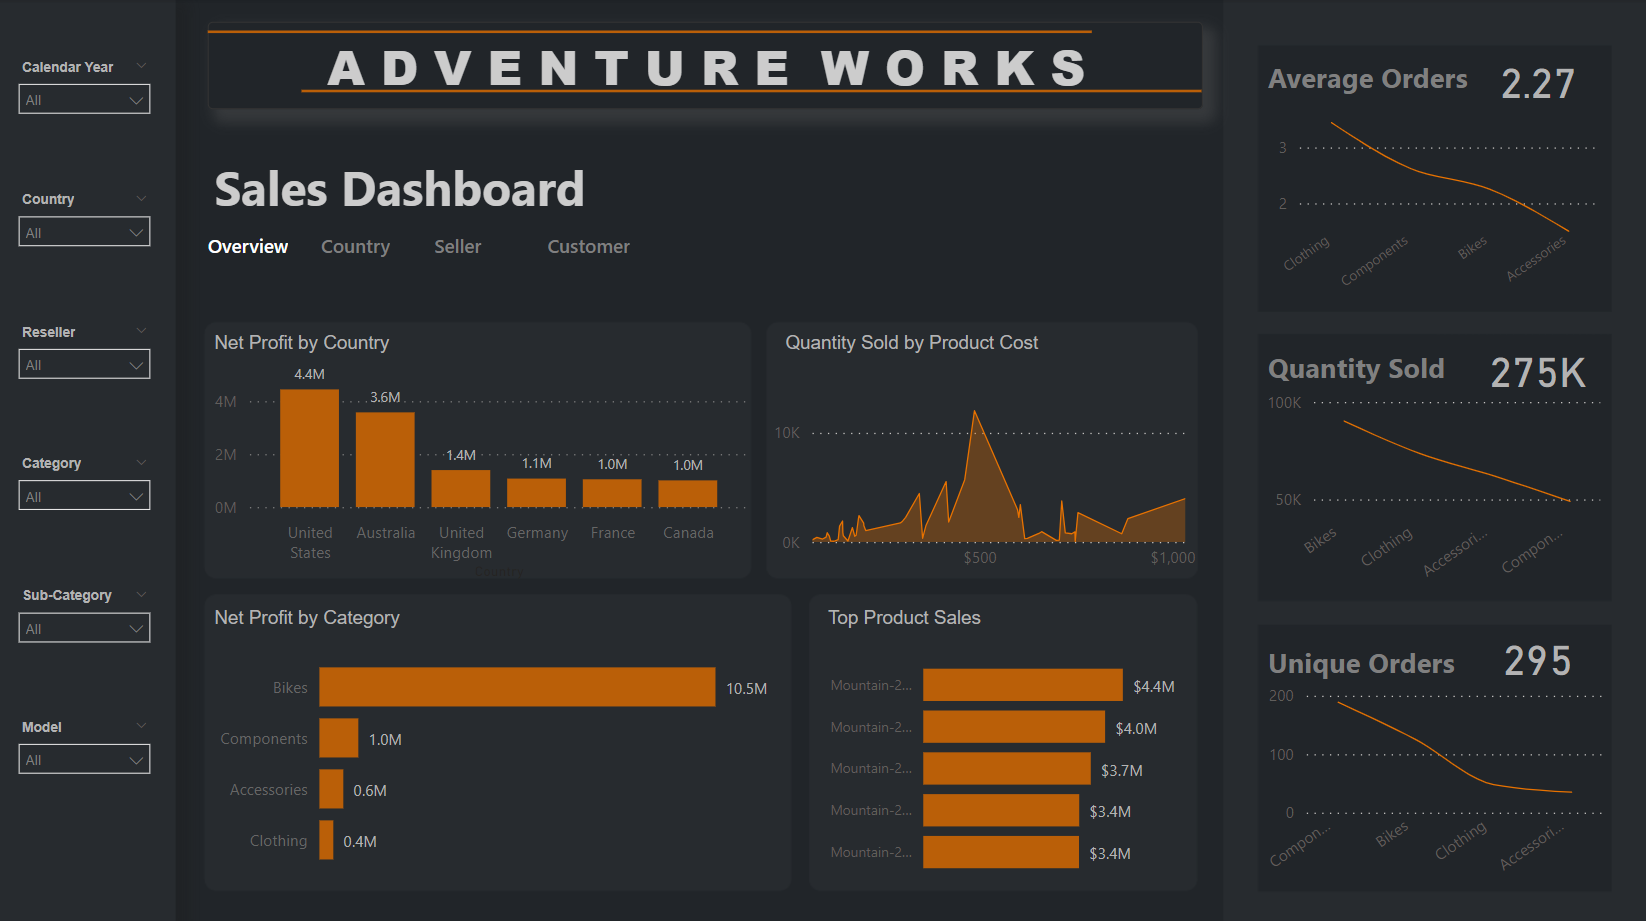 Calendar Year
All
Country
All
Reseller
All
Category
All
Sub-Category
All
Model
All
ADVENTURE WORKS
Sales Dashboard
Overview Country Seller Customer
Net Profit by Country
4M
2M
0M
4.4M
3.6M
1.4M
1.1M
1.0M
1.0M
United States
Australia
United Kingdom
Germany
France
Canada
Country
Quantity Sold by Product Cost
10K
0K
$500
$1,000
Net Profit by Category
Bikes 10.5M
Components 1.0M
Accessories 0.6M
Clothing 0.4M
Top Product Sales
Mountain-2... $4.4M
Mountain-2... $4.0M
Mountain-2... $3.7M
Mountain-2... $3.4M
Mountain-2... $3.4M
Average Orders 2.27
3
2
Clothing
Components
Bikes
Accessories
Quantity Sold 275K
100K
50K
Bikes
Clothing
Accessori...
Compon...
Unique Orders 295
200
100
0
Compon...
Bikes
Clothing
Accessori...